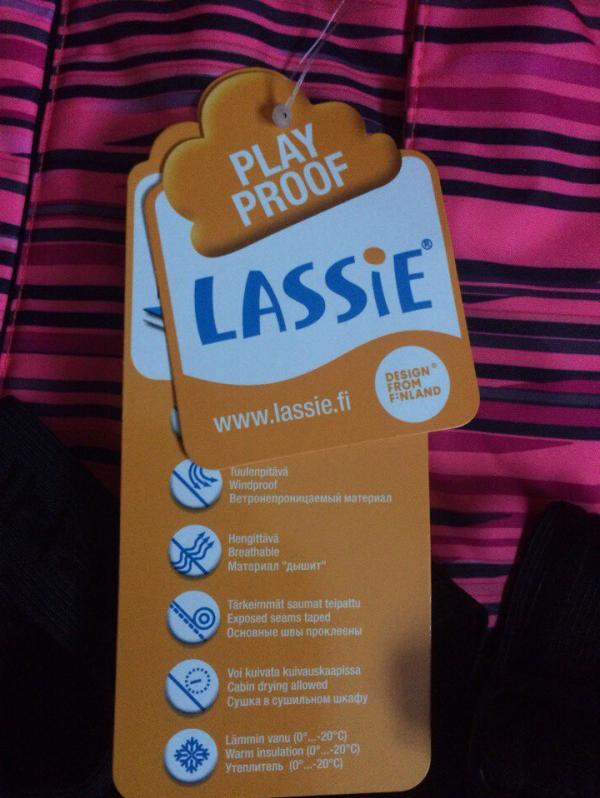 PLAY
PROOF
LASSiE®
DESIGN
FROM
FINLAND
www.lassie.fi
Tuulenpitävä
Windproof
Ветронепроницаемый материал
Hengittävä
Breathable
Материал "дышит"
Tärkeimmät saumat teipattu
Exposed seams taped
Основные швы проклеены
Voi kuivata kuivauskaapissa
Cabin drying allowed
Сушка в сушильном шкафу
Lämmin vanu (0°...-20°C)
Warm insulation (0°...-20°C)
Утеплитель (0°...-20°C)